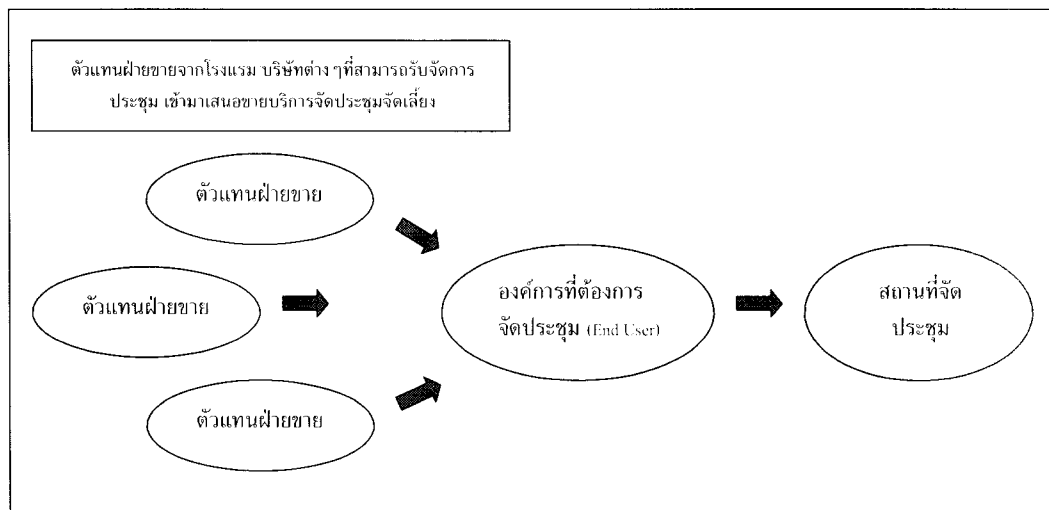 ตัวแทนฝ่ายขายจากโรงแรม บริษัทต่าง ๆที่สามารถรับจัดการ
ประชุม เข้ามาเสนอขายบริการจัดประชุมจัดเลี้ยง
ตัวแทนฝ่ายขาย
ตัวแทนฝ่ายขาย
องค์การที่ต้องการ
จัดประชุม (End User)
สถานที่จัด
ประชุม
ตัวแทนฝ่ายขาย